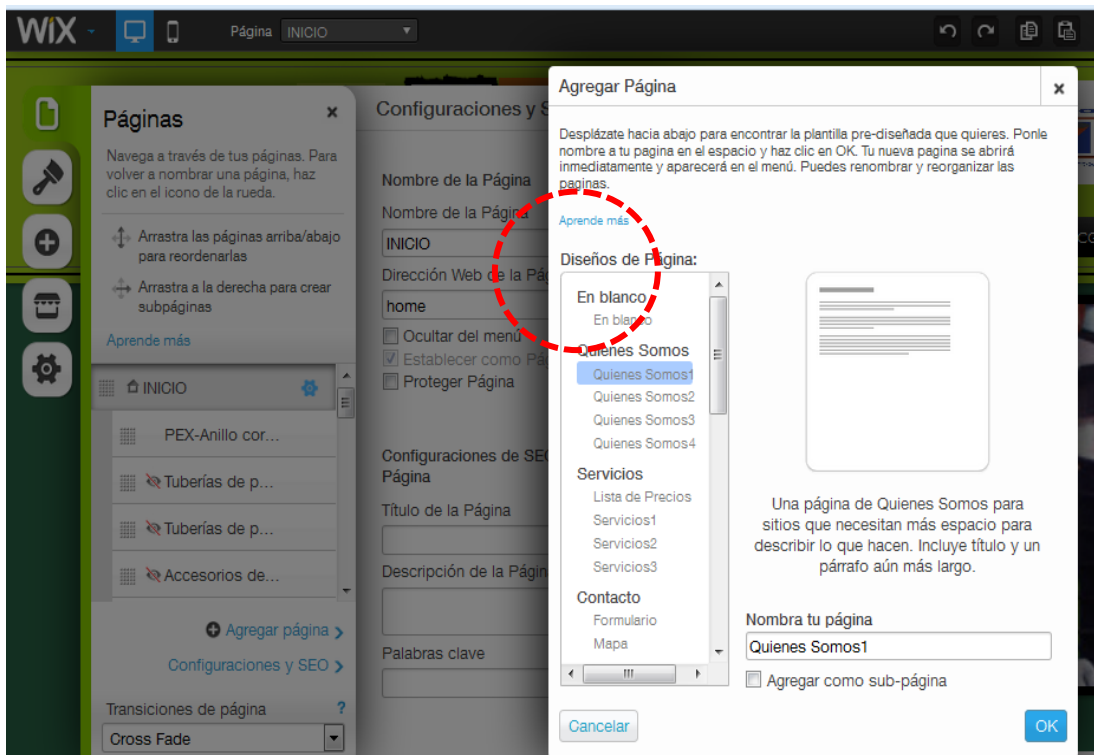 WiX
Página INICIO
Páginas
Navega a través de tus páginas. Para
volver a nombrar una página, haz
clic en el icono de la rueda.
Arrastra las páginas arriba/abajo
para reordenarlas
Arrastra a la derecha para crear
subpáginas
Aprende más
INICIO
PEX-Anillo cor...
Tuberías de p...
Tuberías de p...
Accesorios de...
Agregar página
Configuraciones y SEO
Transiciones de página ?
Cross Fade
Configuraciones y S
Nombre de la Página
Nombre de la Página
INICIO
Dirección Web de la Pág
home
Ocultar del menú
Establecer como Pá
Proteger Página
Configuraciones de SEO
Página
Título de la Página
Descripción de la Página
Palabras clave
Agregar Página
Desplázate hacia abajo para encontrar la plantilla pre-diseñada que quieres. Ponle
nombre a tu pagina en el espacio y haz clic en OK. Tu nueva pagina se abrirá
inmediatamente y aparecerá en el menú. Puedes renombrar y reorganizar las
paginas.
Aprende más
Diseños de Página:
En blanco
En blanco
Quienes Somos
Quienes Somos1
Quienes Somos2
Quienes Somos3
Quienes Somos4
Servicios
Lista de Precios
Servicios1
Servicios2
Servicios3
Contacto
Formulario
Mapa
Una página de Quienes Somos para
sitios que necesitan más espacio para
describir lo que hacen. Incluye título y un
párrafo aún más largo.
Nombra tu página
Quienes Somos1
Agregar como sub-página
Cancelar
OK